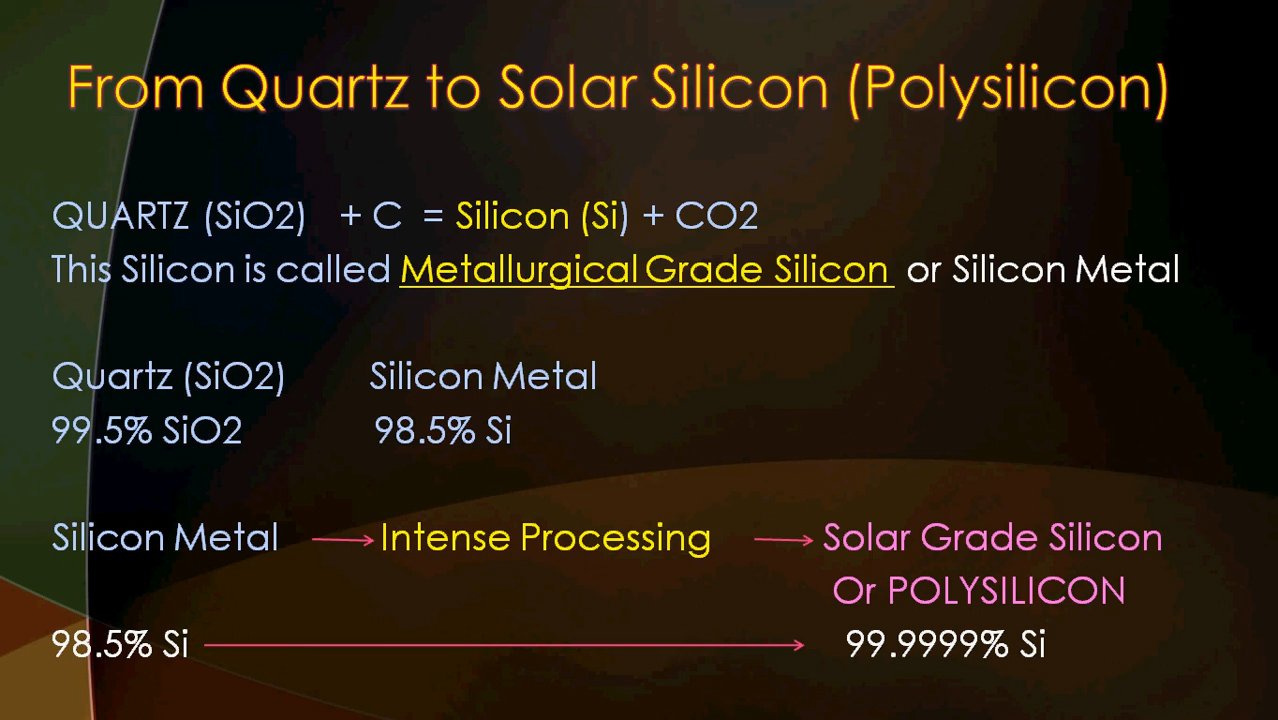 From Quartz to Solar Silicon (Polysilicon)
QUARTZ (SiO2) + C = Silicon (Si) + CO2
This Silicon is called Metallurgical Grade Silicon or Silicon Metal
Quartz (SiO2) Silicon Metal
99.5% SiO2 98.5% Si
Silicon Metal Intense Processing Solar Grade Silicon
Or POLYSILICON
98.5% Si 99.9999% Si